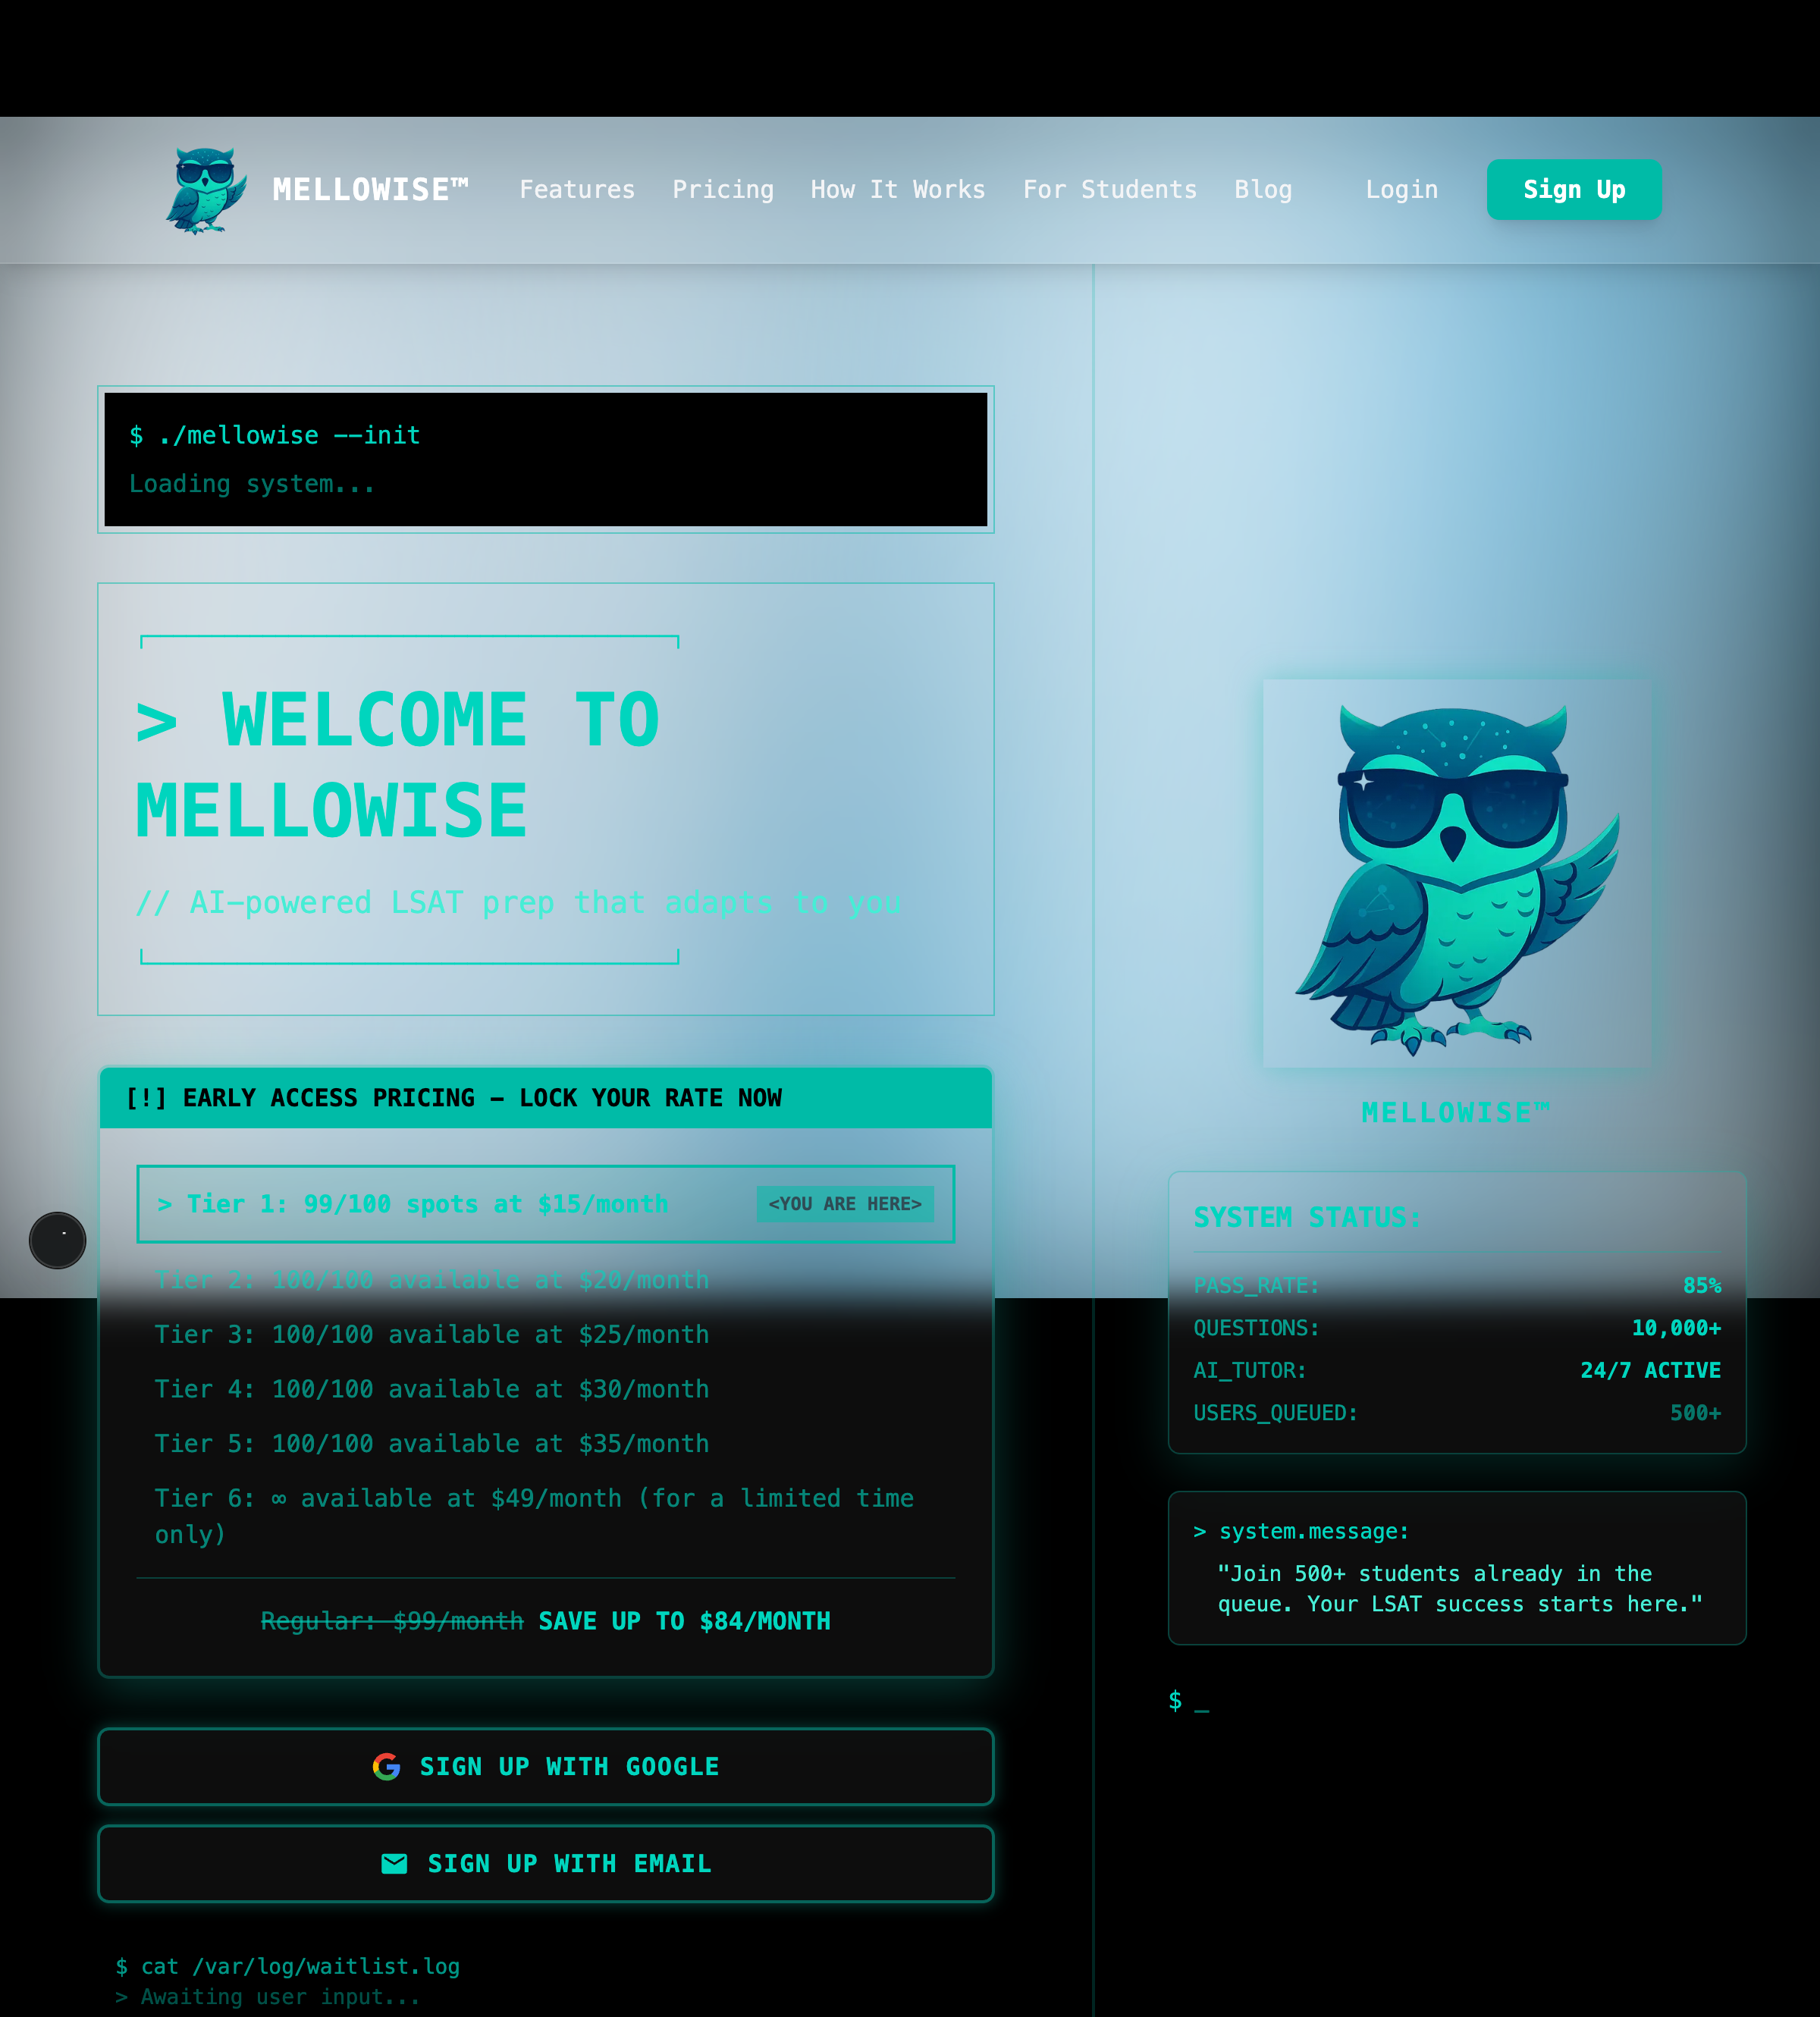 MELLOWISE™ Features Pricing How It Works For Students Blog Login Sign Up
$ ./mellowise --init
Loading system...
> WELCOME TO
MELLOWISE
// AI-powered LSAT prep that adapts to you
[!] EARLY ACCESS PRICING - LOCK YOUR RATE NOW
> Tier 1: 99/100 spots at $15/month <YOU ARE HERE>
Tier 2: 100/100 available at $20/month
Tier 3: 100/100 available at $25/month
Tier 4: 100/100 available at $30/month
Tier 5: 100/100 available at $35/month
Tier 6: ∞ available at $49/month (for a limited time
only)
Regular: $99/month SAVE UP TO $84/MONTH
SIGN UP WITH GOOGLE
SIGN UP WITH EMAIL
$ cat /var/log/waitlist.log
> Awaiting user input...
MELLOWISE™
SYSTEM STATUS:
PASS_RATE: 85%
QUESTIONS: 10,000+
AI_TUTOR: 24/7 ACTIVE
USERS_QUEUED: 500+
> system.message:
"Join 500+ students already in the
queue. Your LSAT success starts here."
$ _